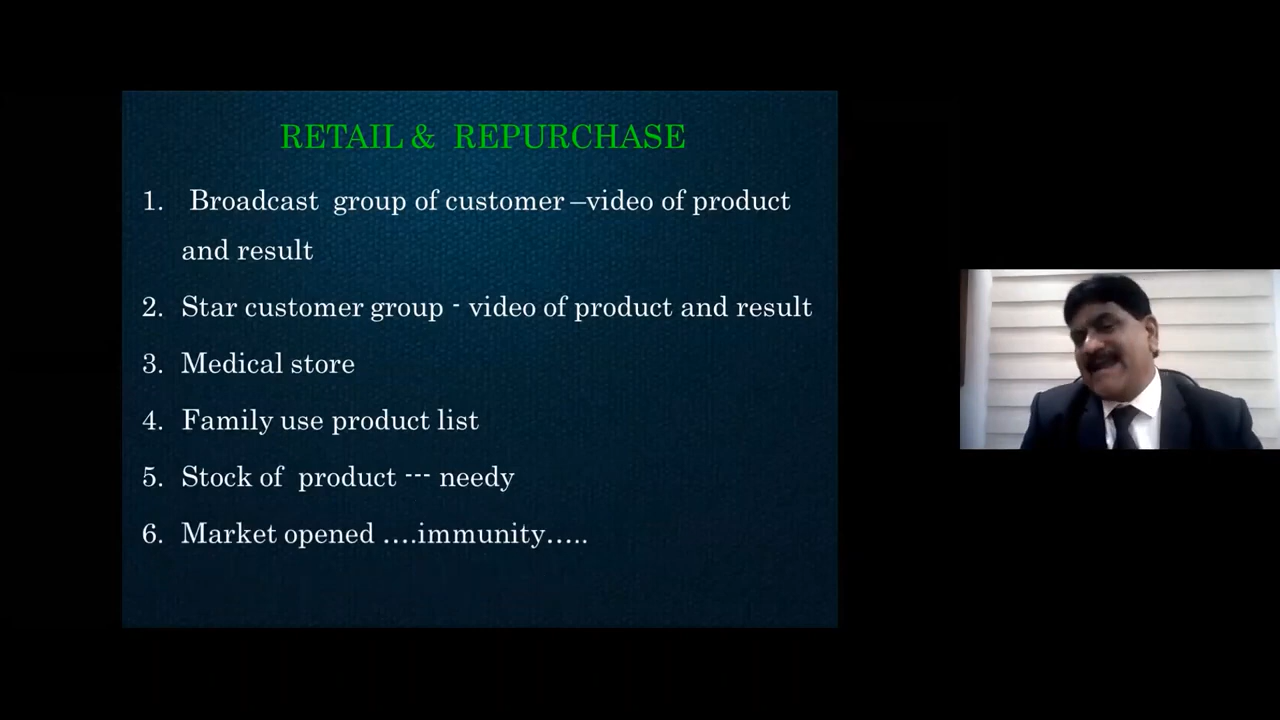 RETAIL & REPURCHASE
1. Broadcast group of customer –video of product
and result
2. Star customer group - video of product and result
3. Medical store
4. Family use product list
5. Stock of product --- needy
6. Market opened ....immunity.....